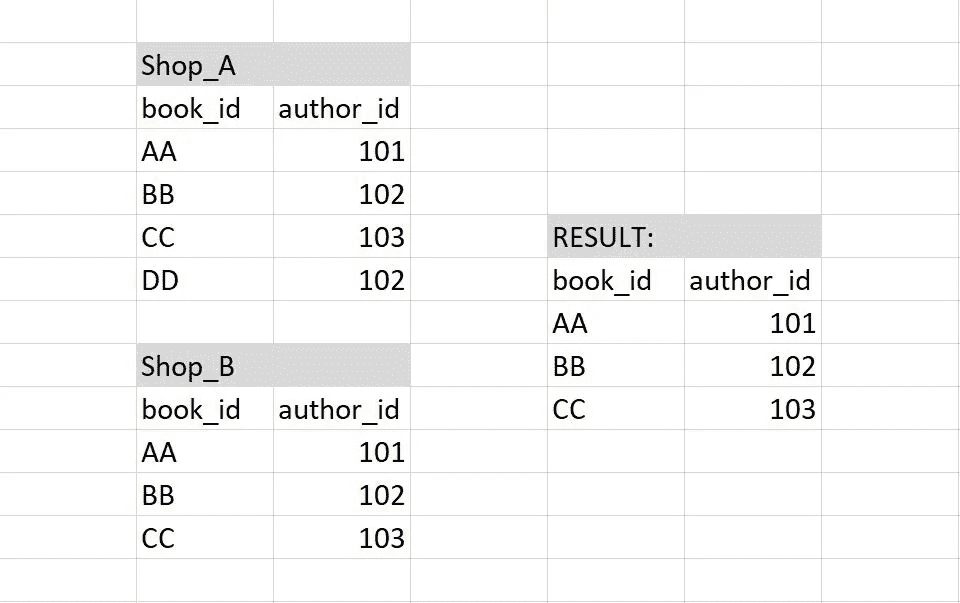 Shop_A
book_id author_id
AA 101
BB 102
CC 103
DD 102
Shop_B
book_id author_id
AA 101
BB 102
CC 103
RESULT:
book_id author_id
AA 101
BB 102
CC 103